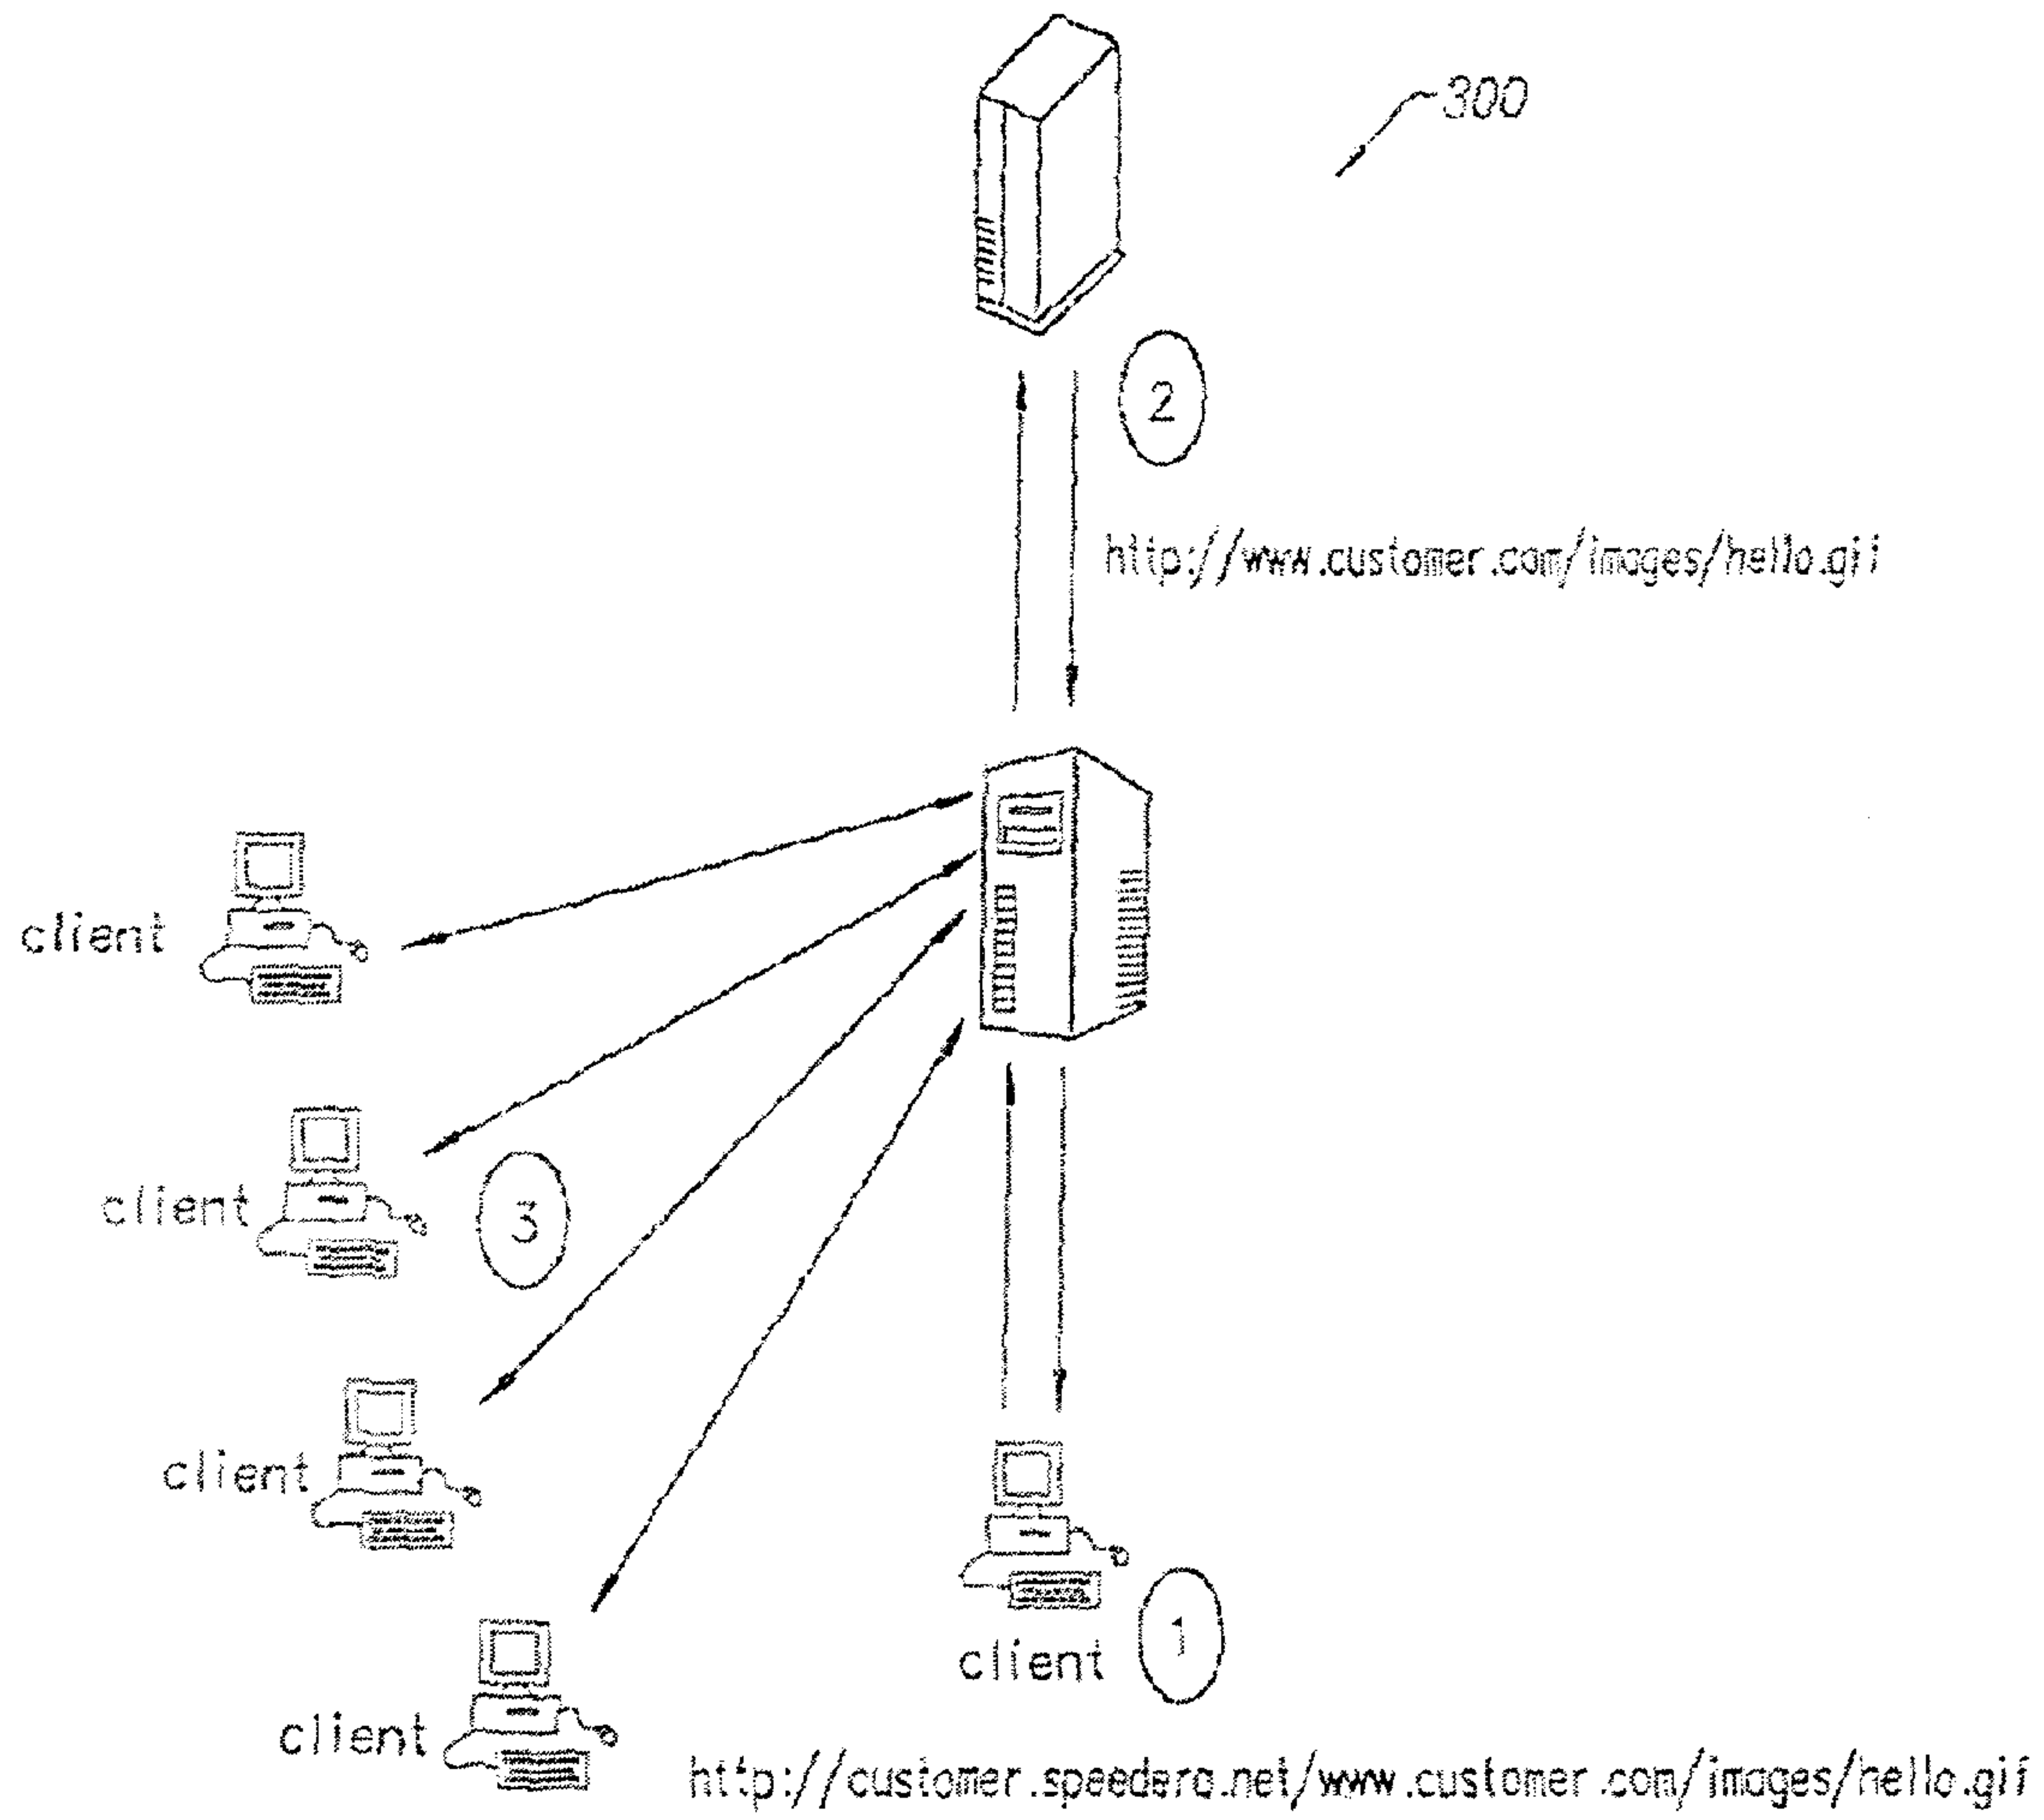 300
2
http://www.customer.com/images/hello.gif
client
client
3
client
client
client
1
http://customer.speedera.net/www.customer.com/images/hello.gif